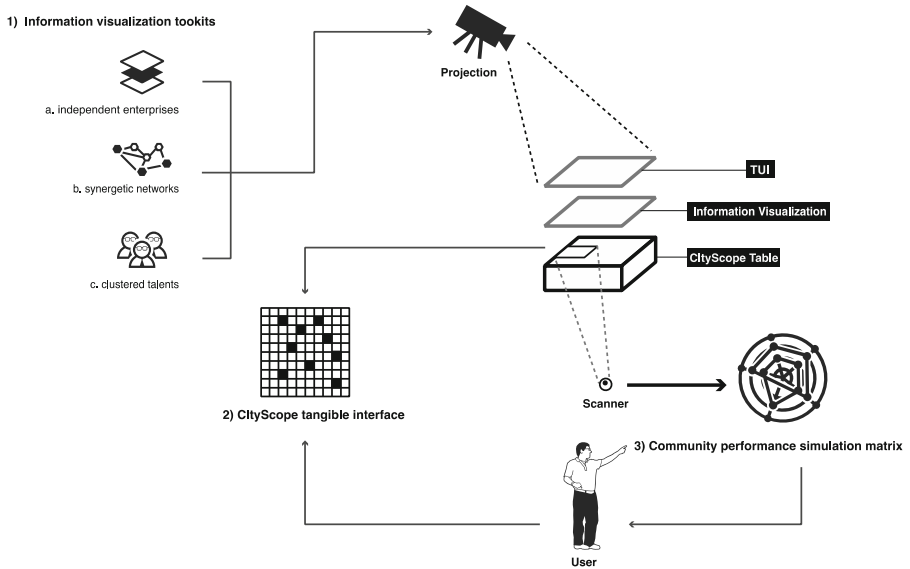 1) Information visualization tookits
a. independent enterprises
b. synergetic networks
c. clustered talents
Projection
TUI
Information Visualization
CItyScope Table
2) CItyScope tangible interface
Scanner
3) Community performance simulation matrix
User